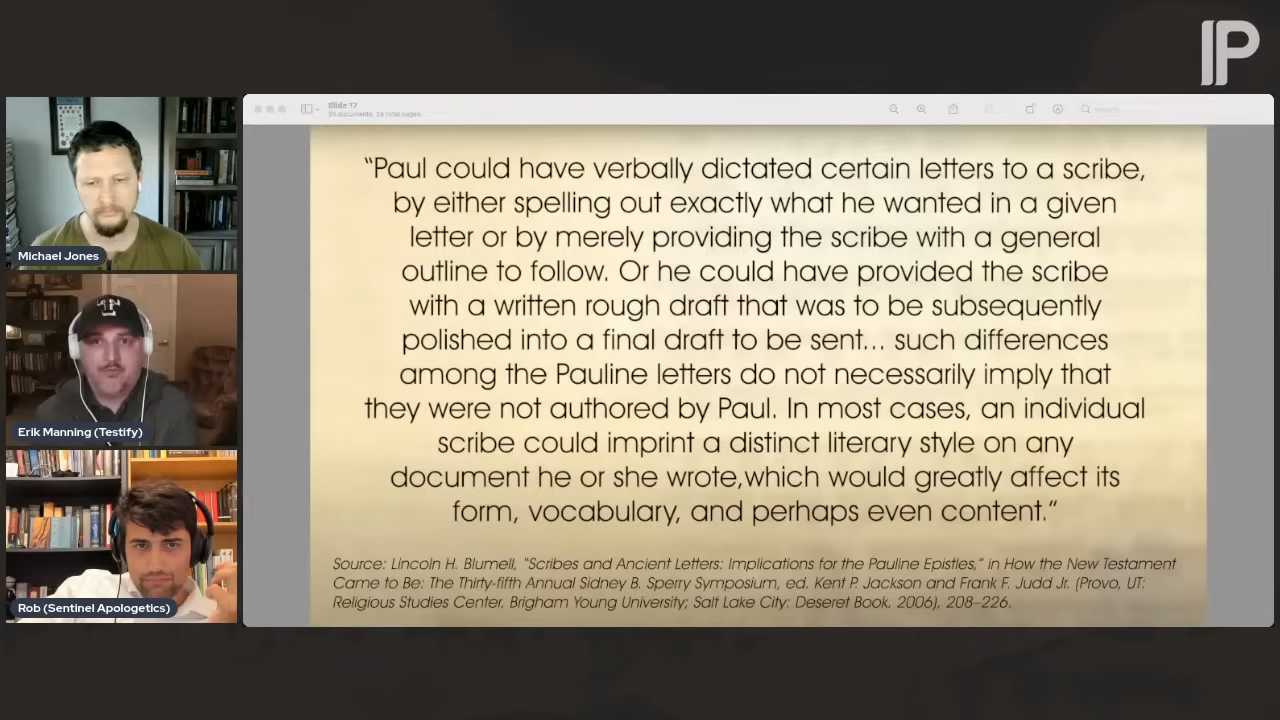 IP
Michael Jones
Erik Manning (Testify)
Rob (Sentinel Apologetics)
Slide 17
“Paul could have verbally dictated certain letters to a scribe,
by either spelling out exactly what he wanted in a given
letter or by merely providing the scribe with a general
outline to follow. Or he could have provided the scribe
with a written rough draft that was to be subsequently
polished into a final draft to be sent... such differences
among the Pauline letters do not necessarily imply that
they were not authored by Paul. In most cases, an individual
scribe could imprint a distinct literary style on any
document he or she wrote,which would greatly affect its
form, vocabulary, and perhaps even content.”
Source: Lincoln H. Blumell, “Scribes and Ancient Letters: Implications for the Pauline Epistles,” in How the New Testament
Came to Be: The Thirty-fifth Annual Sidney B. Sperry Symposium, ed. Kent P. Jackson and Frank F. Judd Jr. (Provo, UT:
Religious Studies Center, Brigham Young University; Salt Lake City: Deseret Book, 2006), 208–226.